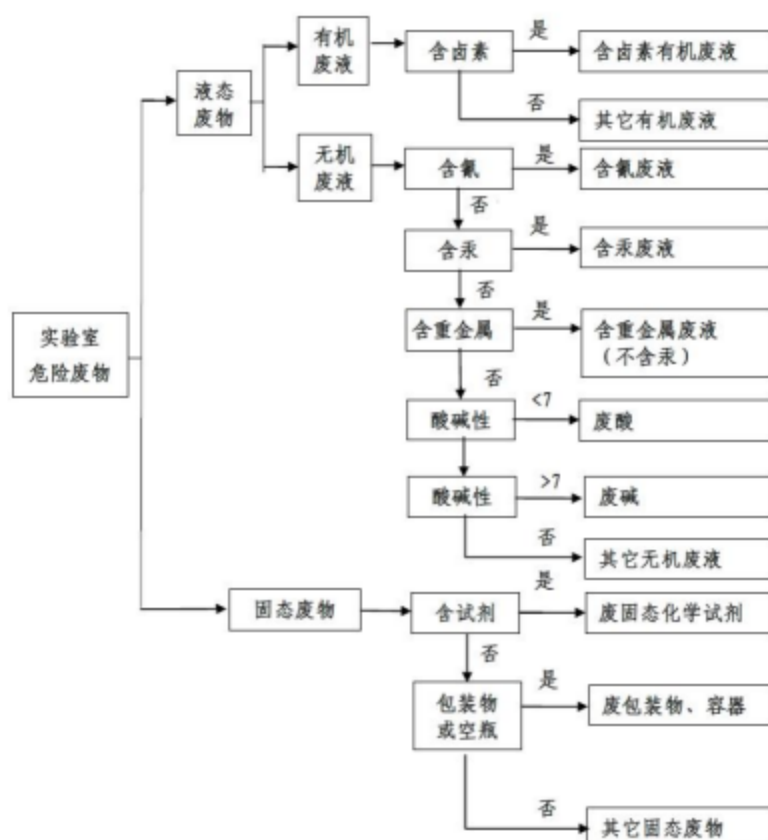 有机
废液
含卤素
是
含卤素有机废液
液态
废物
否
其它有机废液
无机
废液
含氰
是
含氰废液
否
含汞
是
含汞废液
否
实验室
危险废物
含重金属
是
含重金属废液
（不含汞）
否
酸碱性
<7
废酸
酸碱性
>7
废碱
否
其它无机废液
固态废物
含试剂
是
废固态化学试剂
否
包装物
或空瓶
是
废包装物、容器
否
其它固态废物